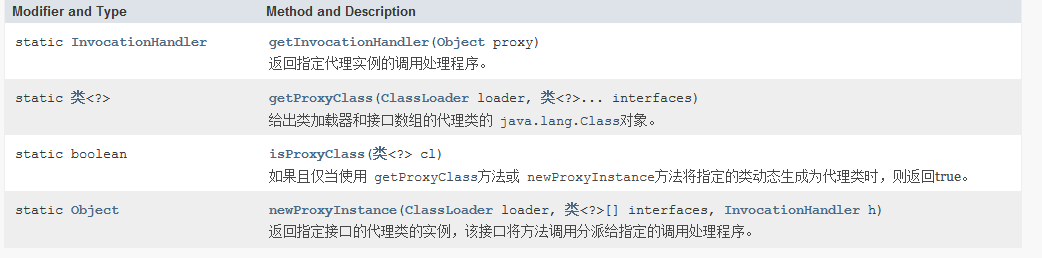 Modifier and Type Method and Description
static InvocationHandler getInvocationHandler(Object proxy)
返回指定代理实例的调用处理程序。
static 类<?> getProxyClass(ClassLoader loader, 类<?>... interfaces)
给出类加载器和接口数组的代理类的 java.lang.Class对象。
static boolean isProxyClass(类<?> cl)
如果且仅当使用 getProxyClass方法或 newProxyInstance方法将指定的类动态生成为代理类时，则返回true。
static Object newProxyInstance(ClassLoader loader, 类<?>[] interfaces, InvocationHandler h)
返回指定接口的代理类的实例，该接口将方法调用分派给指定的调用处理程序。